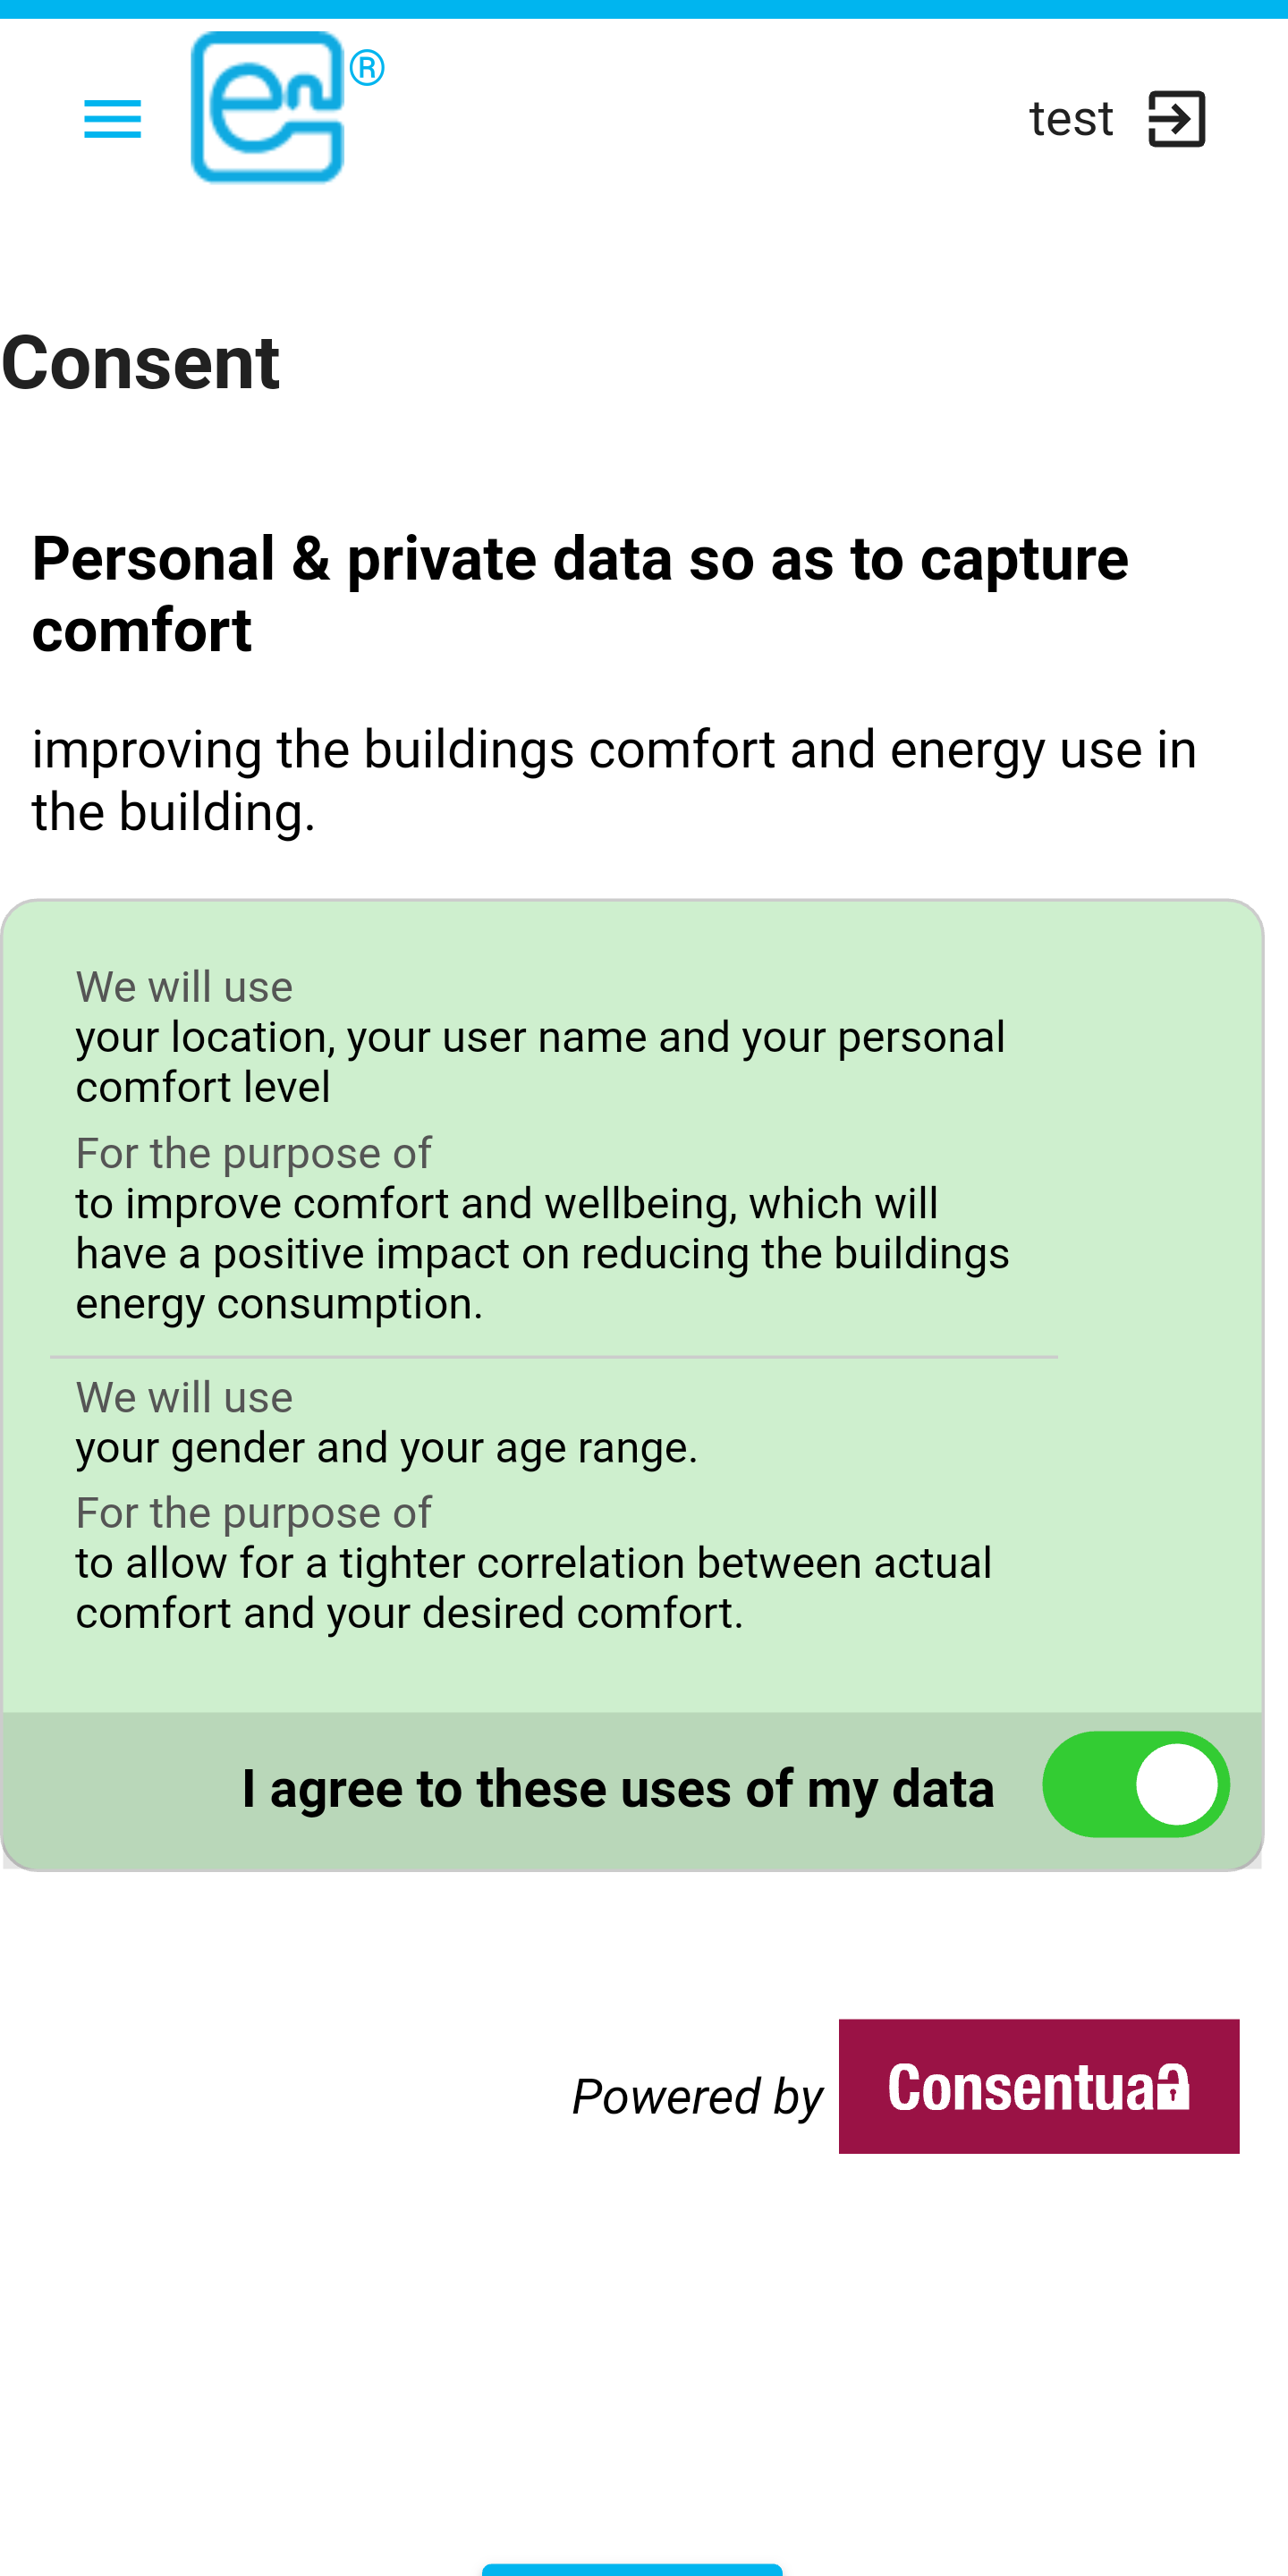 en®
test
Consent
Personal & private data so as to capture
comfort
improving the buildings comfort and energy use in
the building.
We will use
your location, your user name and your personal
comfort level
For the purpose of
to improve comfort and wellbeing, which will
have a positive impact on reducing the buildings
energy consumption.
We will use
your gender and your age range.
For the purpose of
to allow for a tighter correlation between actual
comfort and your desired comfort.
I agree to these uses of my data
Powered by Consentua